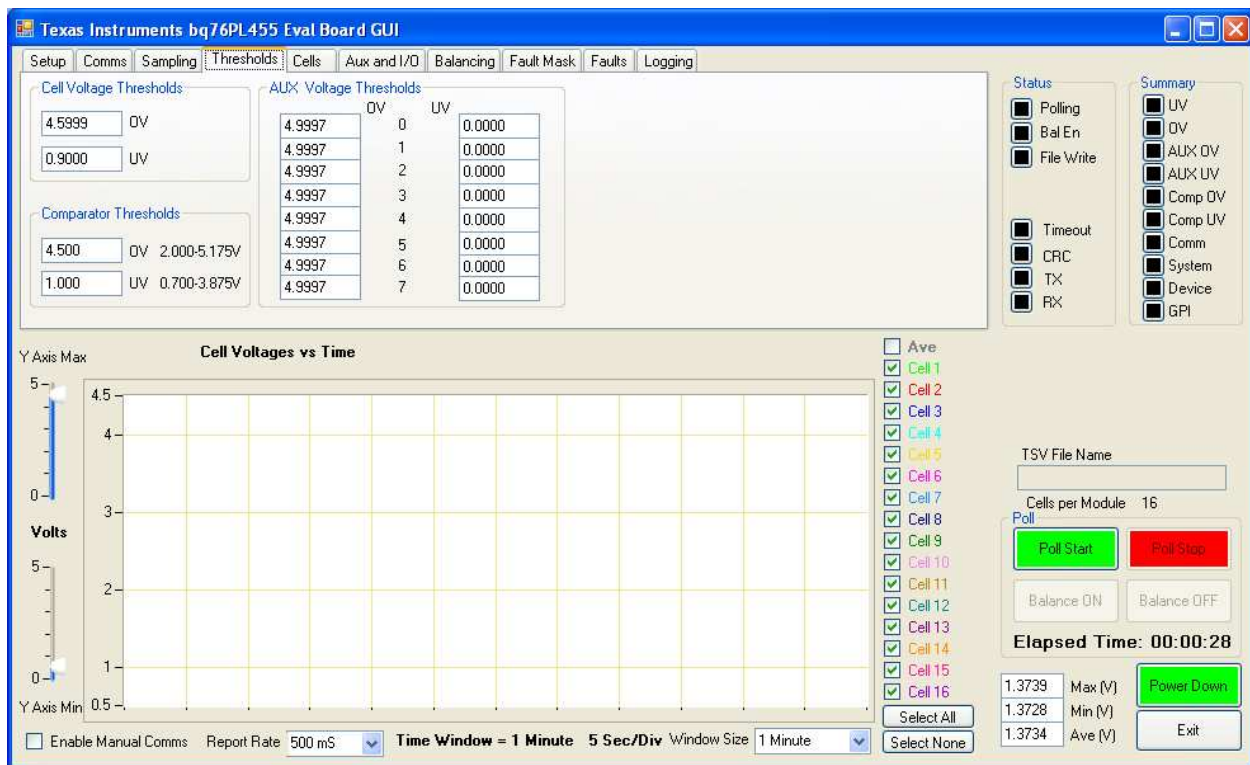 Texas Instruments bq76PL455 Eval Board GUI
Setup Comms Sampling Thresholds Cells Aux and I/O Balancing Fault Mask Faults Logging
Cell Voltage Thresholds
4.5999 OV
0.9000 UV
Comparator Thresholds
4.500 OV 2.000-5.175V
1.000 UV 0.700-3.875V
AUX Voltage Thresholds
OV UV
4.9997 0 0.0000
4.9997 1 0.0000
4.9997 2 0.0000
4.9997 3 0.0000
4.9997 4 0.0000
4.9997 5 0.0000
4.9997 6 0.0000
4.9997 7 0.0000
Status
Polling
Bal En
File Write
Timeout
CRC
TX
RX
Summary
UV
OV
AUX OV
AUX UV
Comp OV
Comp UV
Comm
System
Device
GPI
Y Axis Max
5
0
Volts
5
0
Y Axis Min
Cell Voltages vs Time
4.5
4
3
2
1
0.5
Ave
Cell 1
Cell 2
Cell 3
Cell 4
Cell 5
Cell 6
Cell 7
Cell 8
Cell 9
Cell 10
Cell 11
Cell 12
Cell 13
Cell 14
Cell 15
Cell 16
Select All
Select None
TSV File Name
Cells per Module 16
Poll
Poll Start Poll Stop
Balance ON Balance OFF
Elapsed Time: 00:00:28
1.3739 Max (V)
1.3728 Min (V)
1.3734 Ave (V)
Power Down
Exit
Enable Manual Comms Report Rate 500 mS Time Window = 1 Minute 5 Sec/Div Window Size 1 Minute